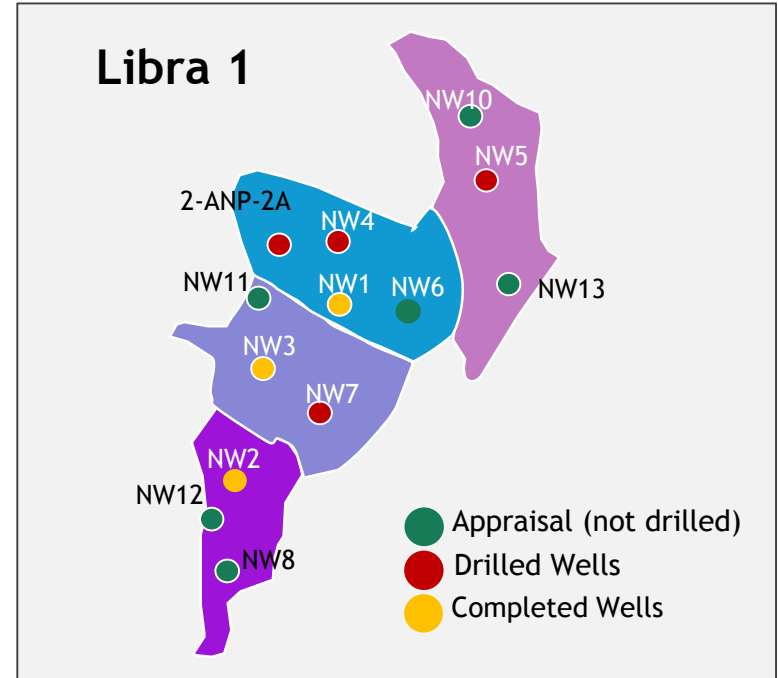 Libra 1
NW10
NW5
2-ANP-2A
NW4
NW11
NW1
NW6
NW13
NW3
NW7
NW2
NW12
NW8
Appraisal (not drilled)
Drilled Wells
Completed Wells